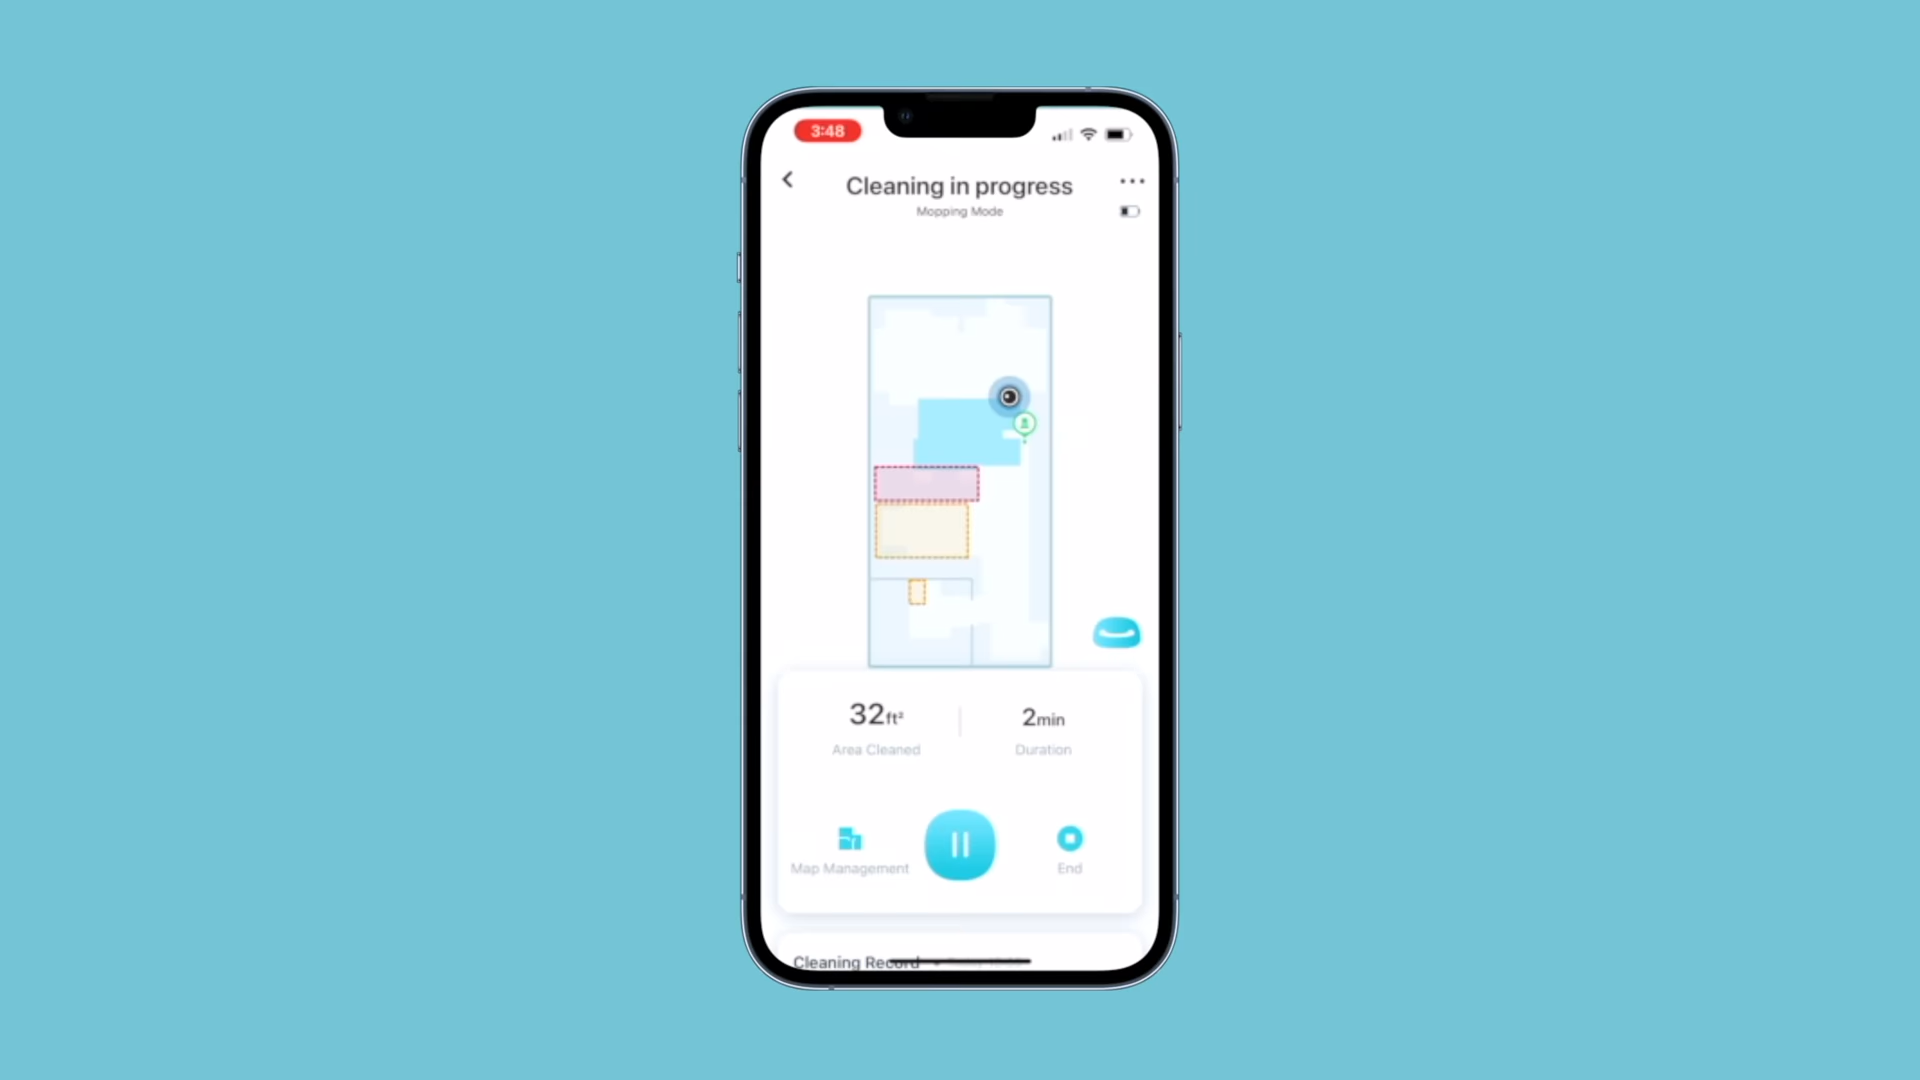 3:48
Cleaning in progress
Mopping Mode
32ft²
2min
Area Cleaned
Duration
Map Management
End
Cleaning Record